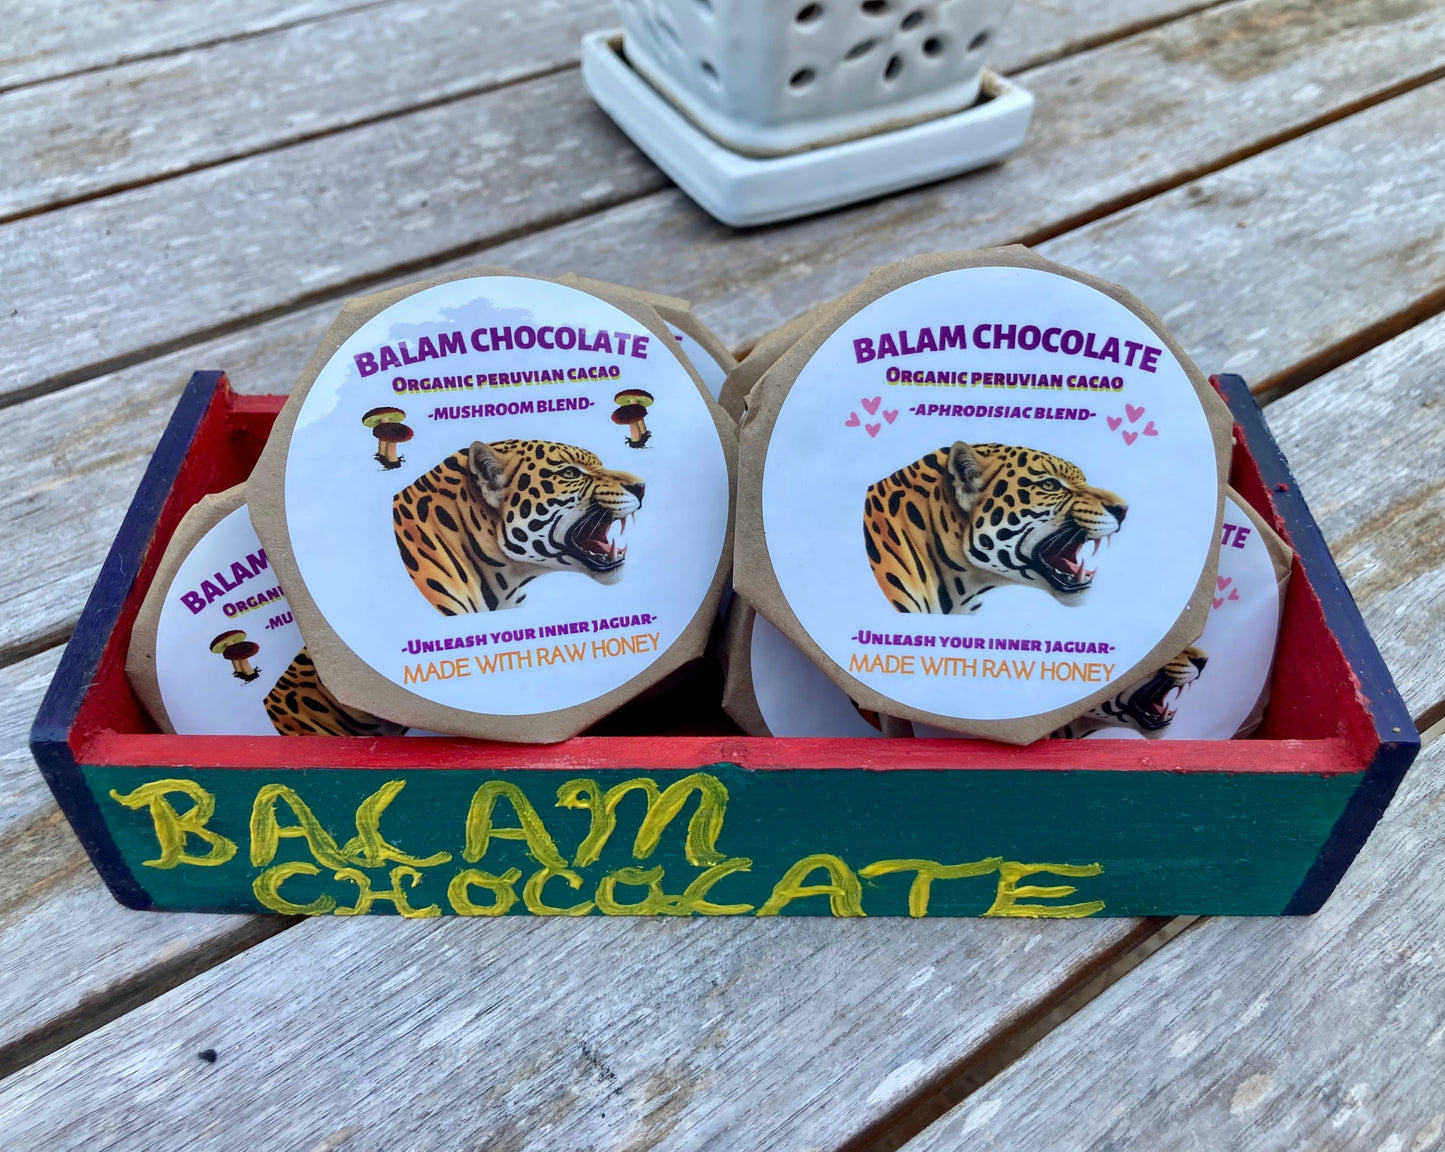 BALAM CHOCOLATE
ORGANIC PERUVIAN CACAO
-MUSHROOM BLEND-
-UNLEASH YOUR INNER JAGUAR-
MADE WITH RAW HONEY
BALAM CHOCOLATE
ORGANIC PERUVIAN CACAO
-APHRODISIAC BLEND-
-UNLEASH YOUR INNER JAGUAR-
MADE WITH RAW HONEY
BALAM
CHOCOLATE